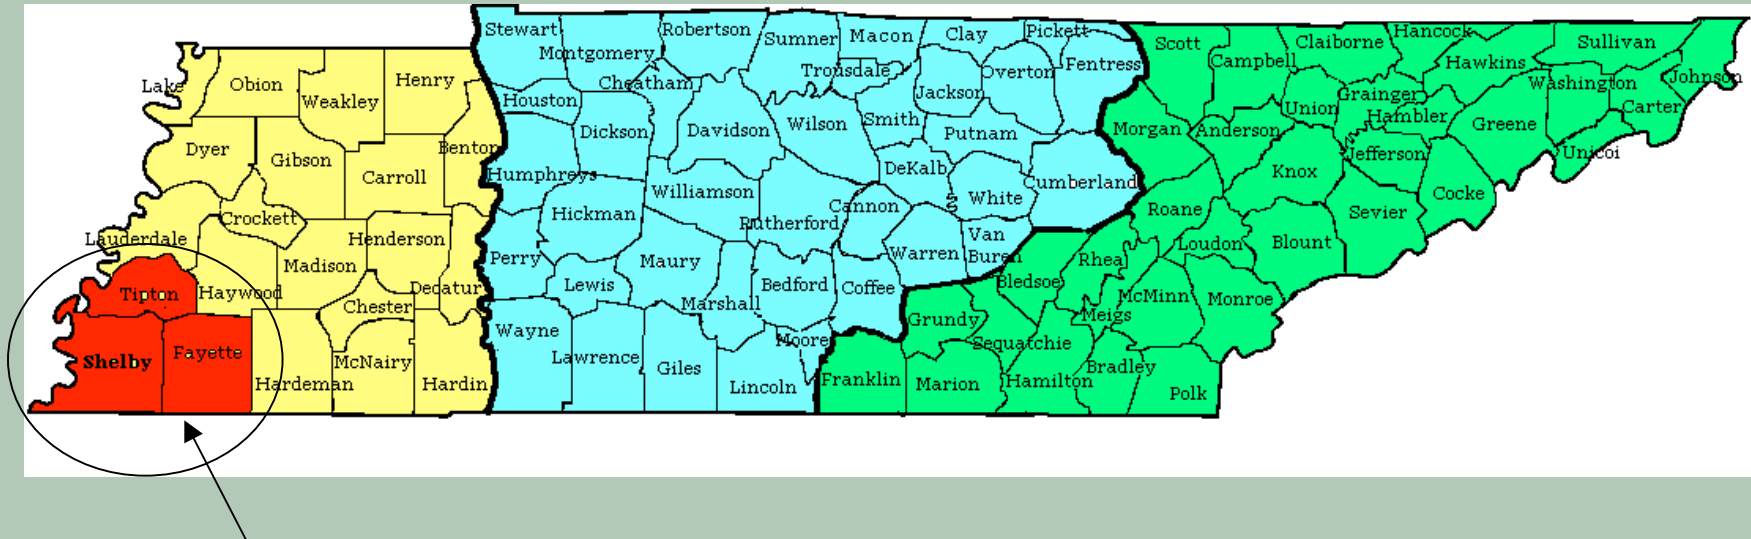 Lake
Obion
Weakley
Henry
Dyer
Gibson
Carroll
Benton
Crockett
Lauderdale
Henderson
Madison
Haywood
Decatur
Chester
Tipton
Shelby
Fayette
Hardeman
McNairy
Hardin
Stewart
Montgomery
Robertson
Sumner
Macon
Clay
Pickett
Trousdale
Overton
Fentress
Cheatham
Houston
Jackson
Dickson
Davidson
Wilson
Smith
Putnam
Humphreys
Williamson
DeKalb
White
Cumberland
Hickman
Rutherford
Cannon
Warren
Van
Buren
Perry
Lewis
Maury
Marshall
Bedford
Coffee
Wayne
Lawrence
Giles
Moore
Lincoln
Scott
Campbell
Claiborne
Hancock
Hawkins
Sullivan
Washington
Johnson
Union
Grainger
Hambler
Greene
Carter
Morgan
Anderson
Jefferson
Unicoi
Knox
Cocke
Roane
Sevier
Loudon
Blount
Rhea
Bledsoe
McMinn
Monroe
Meigs
Grundy
Sequatchie
Franklin
Marion
Hamilton
Bradley
Polk